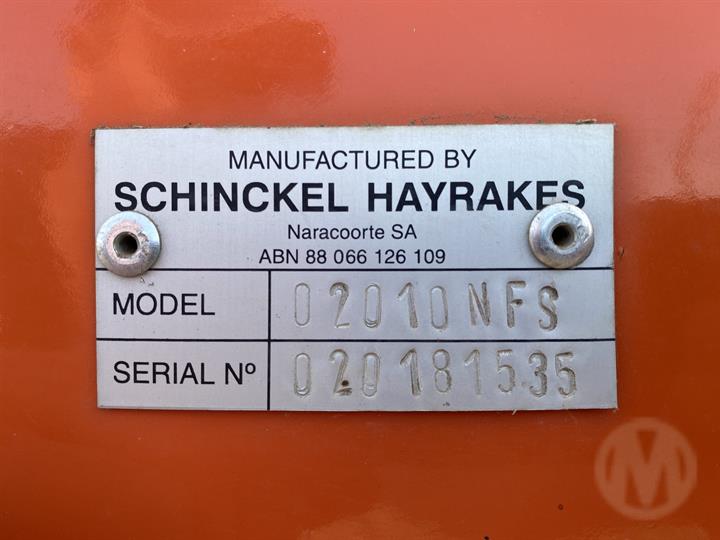 MANUFACTURED BY
SCHINCKEL HAYRAKES
Naracoorte SA
ABN 88 066 126 109
MODEL 02010NFS
SERIAL Nº 020181535
M